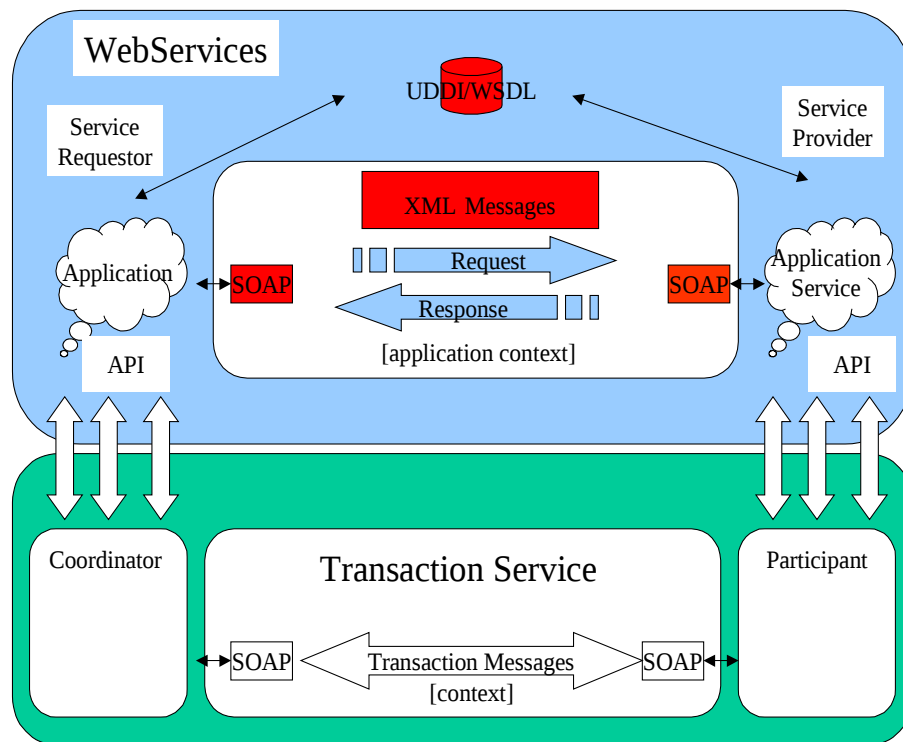 WebServices
UDDI/WSDL
Service
Requestor
Service
Provider
XML Messages
Application
SOAP
Request
Response
SOAP
Application
Service
[application context]
API
API
Coordinator
Transaction Service
Participant
SOAP
Transaction Messages
SOAP
[context]